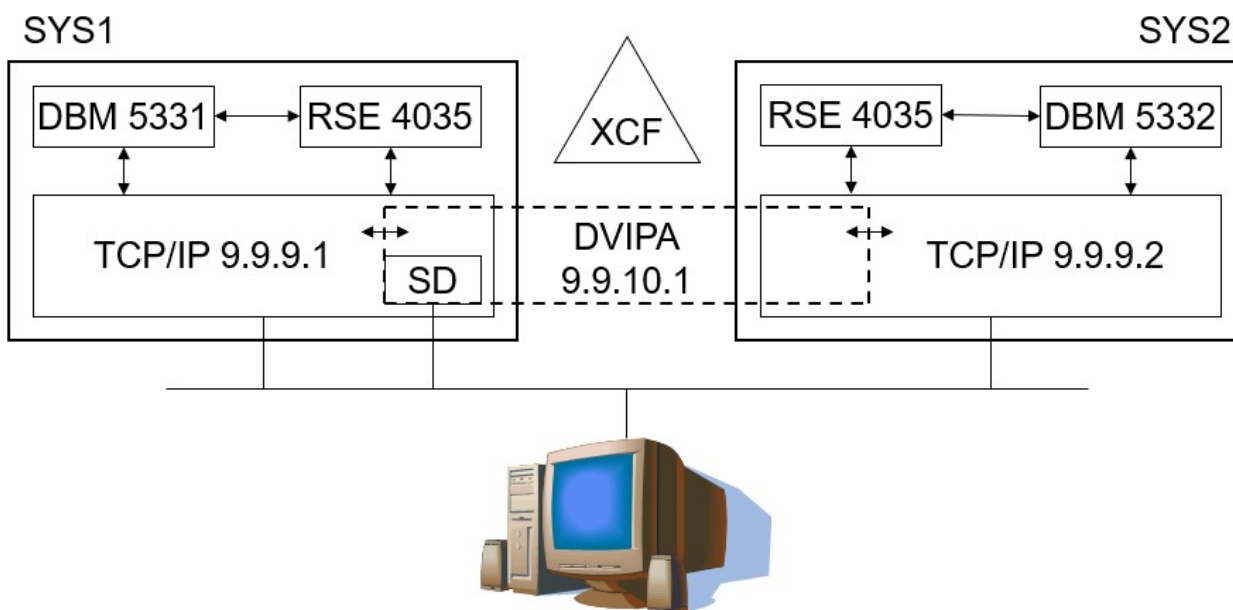 SYS1
SYS2
DBM 5331
RSE 4035
XCF
RSE 4035
DBM 5332
TCP/IP 9.9.9.1
SD
DVIPA
9.9.10.1
TCP/IP 9.9.9.2